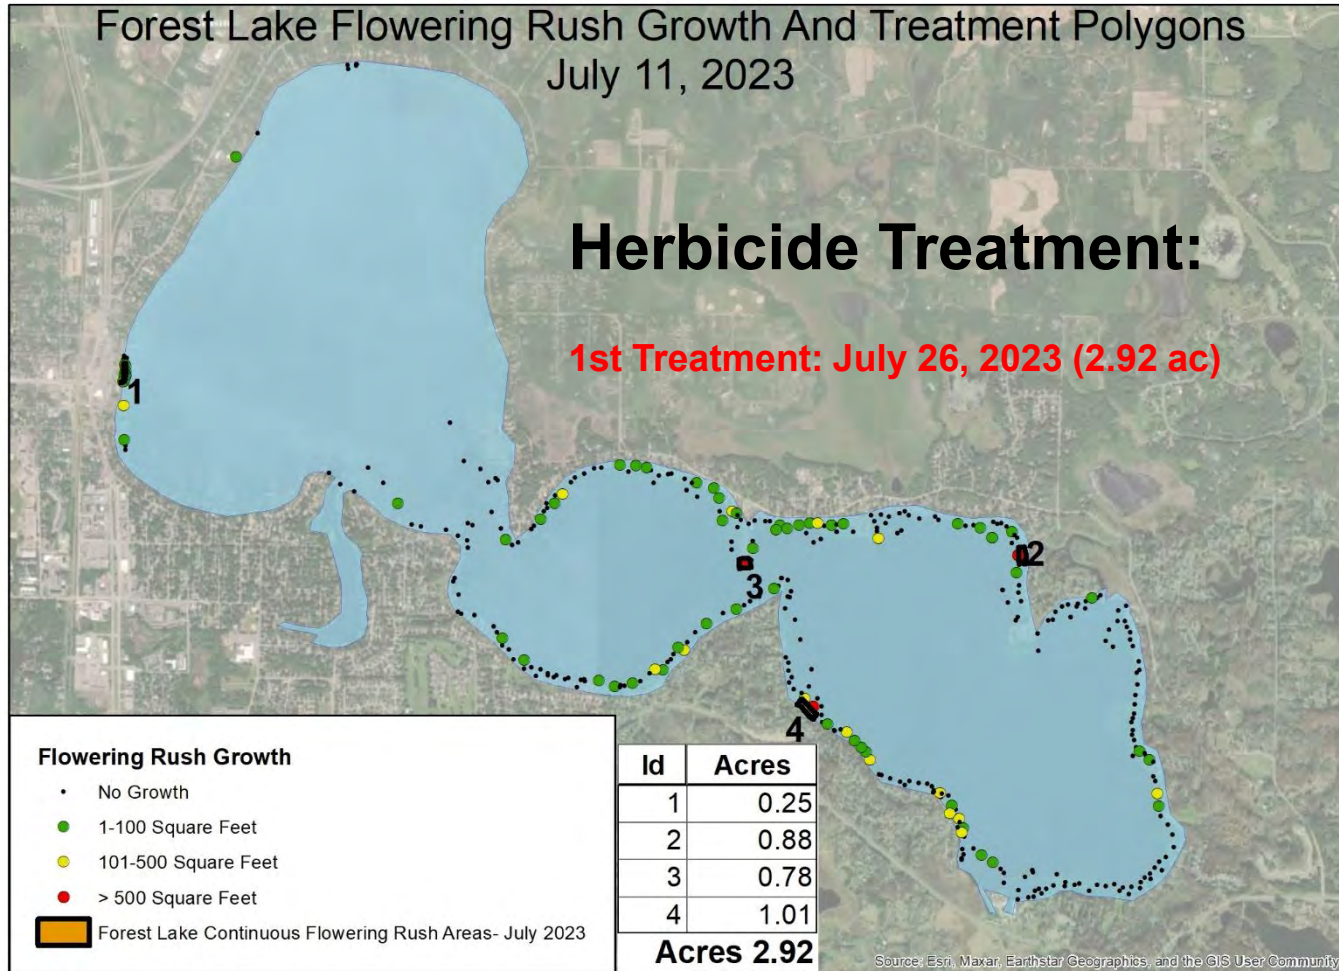 Forest Lake Flowering Rush Growth And Treatment Polygons
July 11, 2023
Herbicide Treatment:
1st Treatment: July 26, 2023 (2.92 ac)
1
2
3
4
Flowering Rush Growth
No Growth
1-100 Square Feet
101-500 Square Feet
> 500 Square Feet
Forest Lake Continuous Flowering Rush Areas- July 2023
Id Acres
1 0.25
2 0.88
3 0.78
4 1.01
Acres 2.92
Source: Esri, Maxar, Earthstar Geographics, and the GIS User Community